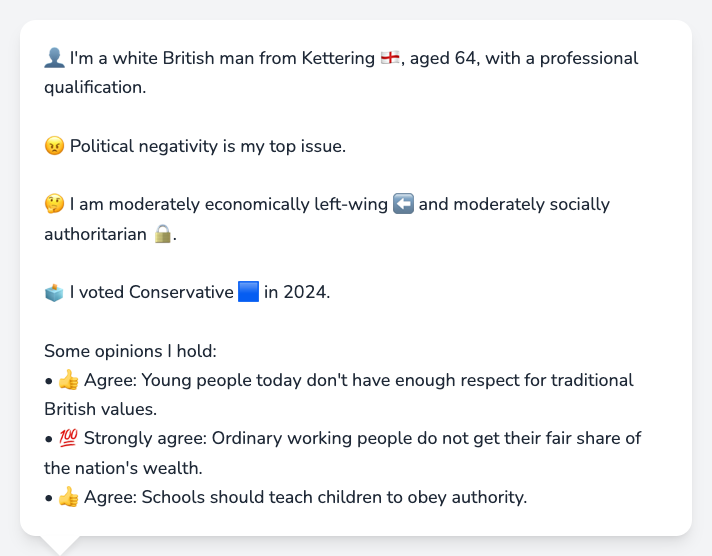 👤 I'm a white British man from Kettering 🏴󠁧󠁢󠁥󠁮󠁧󠁿, aged 64, with a professional
qualification.
😠 Political negativity is my top issue.
🤔 I am moderately economically left-wing ⬅️ and moderately socially
authoritarian 🔒.
🗳️ I voted Conservative 🟦 in 2024.
Some opinions I hold:
• 👍 Agree: Young people today don't have enough respect for traditional
British values.
• 💯 Strongly agree: Ordinary working people do not get their fair share of
the nation's wealth.
• 👍 Agree: Schools should teach children to obey authority.